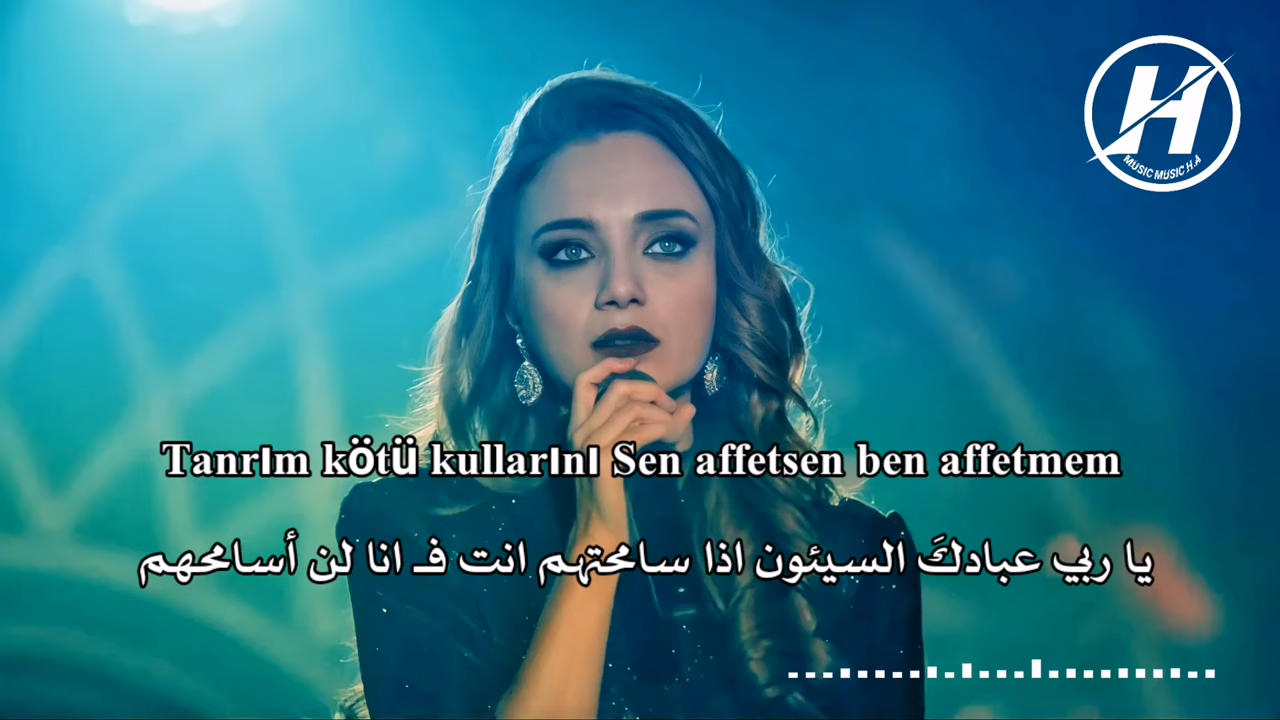 H
MUSIC MUSIC H.A
Tanrım kötü kullarını Sen affetsen ben affetmem
يا ربي عبادكَ السيئون اذا سامحتهم انت فـ انا لن أسامحهم